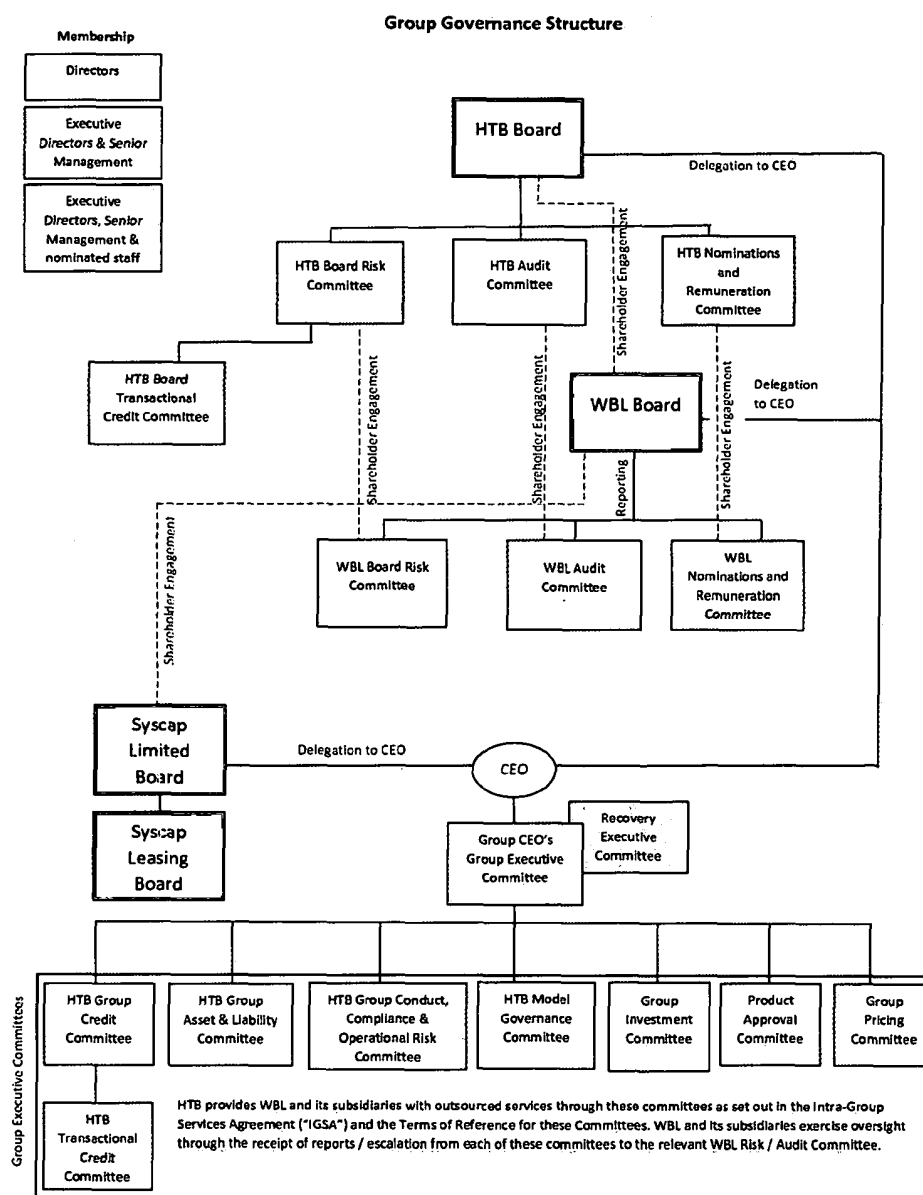 Group Governance Structure
Membership
Directors
Executive
Directors & Senior
Management
Executive
Directors, Senior
Management &
nominated staff
HTB Board
Delegation to CEO
Shareholder Engagement
HTB Board Risk
Committee
HTB Audit
Committee
HTB Nominations
and
Remuneration
Committee
HTB Board
Transactional
Credit Committee
Shareholder Engagement
Shareholder Engagement
WBL Board
Shareholder Engagement
Delegation
to CEO
Reporting
Shareholder Engagement
WBL Board Risk
Committee
WBL Audit
Committee
WBL
Nominations and
Remuneration
Committee
Syscap
Limited
Board
Delegation to CEO
CEO
Syscap
Leasing
Board
Group CEO's
Group Executive
Committee
Recovery
Executive
Committee
Group Executive Committees
HTB Group
Credit
Committee
HTB Group
Asset & Liability
Committee
HTB Group Conduct,
Compliance &
Operational Risk
Committee
HTB Model
Governance
Committee
Group
Investment
Committee
Product
Approval
Committee
Group
Pricing
Committee
HTB
Transactional
Credit
Committee
HTB provides WBL and its subsidiaries with outsourced services through these committees as set out in the Intra-Group
Services Agreement ("IGSA") and the Terms of Reference for these Committees. WBL and its subsidiaries exercise oversight
through the receipt of reports / escalation from each of these committees to the relevant WBL Risk / Audit Committee.